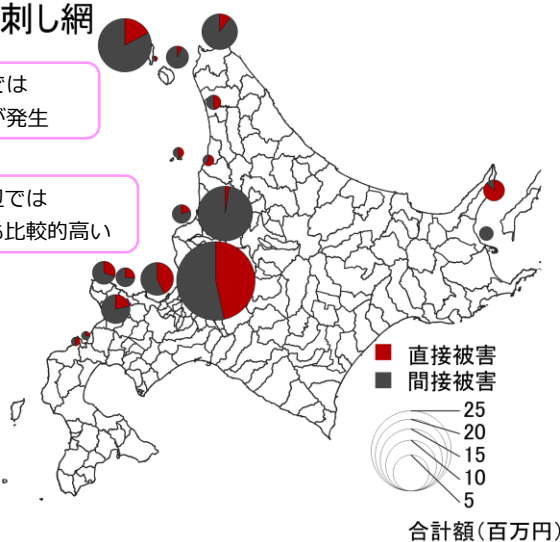 刺し網
では
が発生
辺では
も比較的高い
直接被害
間接被害
25
20
15
10
5
合計額(百万円)